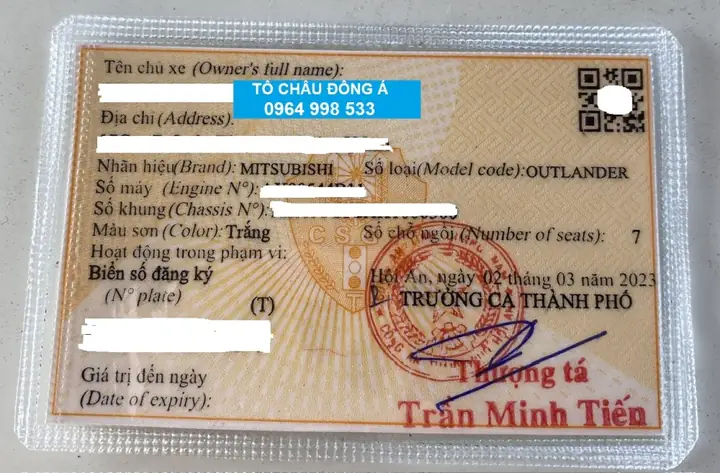 Tên chủ xe (Owner's full name):
TÔ CHÂU ĐÔNG Á
0964 998 533
Địa chỉ (Address):
Nhãn hiệu(Brand): MITSUBISHI Số loại(Model code):OUTLANDER
Số máy (Engine N°):
Số khung(Chassis N°):
Màu sơn (Color): Trắng Số chỗ ngồi(Number of seats): 7
CSGT
Hoạt động trong phạm vi:
Biển số đăng ký Hội An, ngày 02 tháng 03 năm 2023
(N° plate) (T) TRƯỞNG CA THÀNH PHỐ
Giá trị đến ngày Thượng tá
(Date of expiry): Trần Minh Tiến